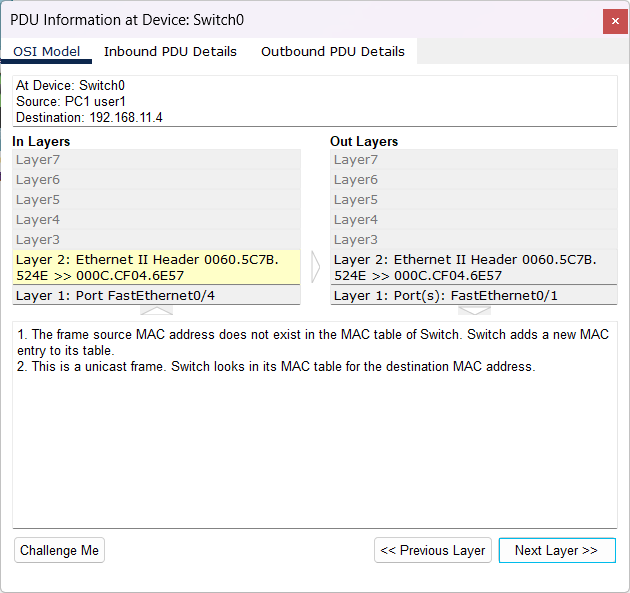 PDU Information at Device: Switch0
OSI Model Inbound PDU Details Outbound PDU Details
At Device: Switch0
Source: PC1 user1
Destination: 192.168.11.4
In Layers
Layer7
Layer6
Layer5
Layer4
Layer3
Layer 2: Ethernet II Header 0060.5C7B.
524E >> 000C.CF04.6E57
Layer 1: Port FastEthernet0/4
Out Layers
Layer7
Layer6
Layer5
Layer4
Layer3
Layer 2: Ethernet II Header 0060.5C7B.
524E >> 000C.CF04.6E57
Layer 1: Port(s): FastEthernet0/1
1. The frame source MAC address does not exist in the MAC table of Switch. Switch adds a new MAC
entry to its table.
2. This is a unicast frame. Switch looks in its MAC table for the destination MAC address.
Challenge Me
<< Previous Layer
Next Layer >>